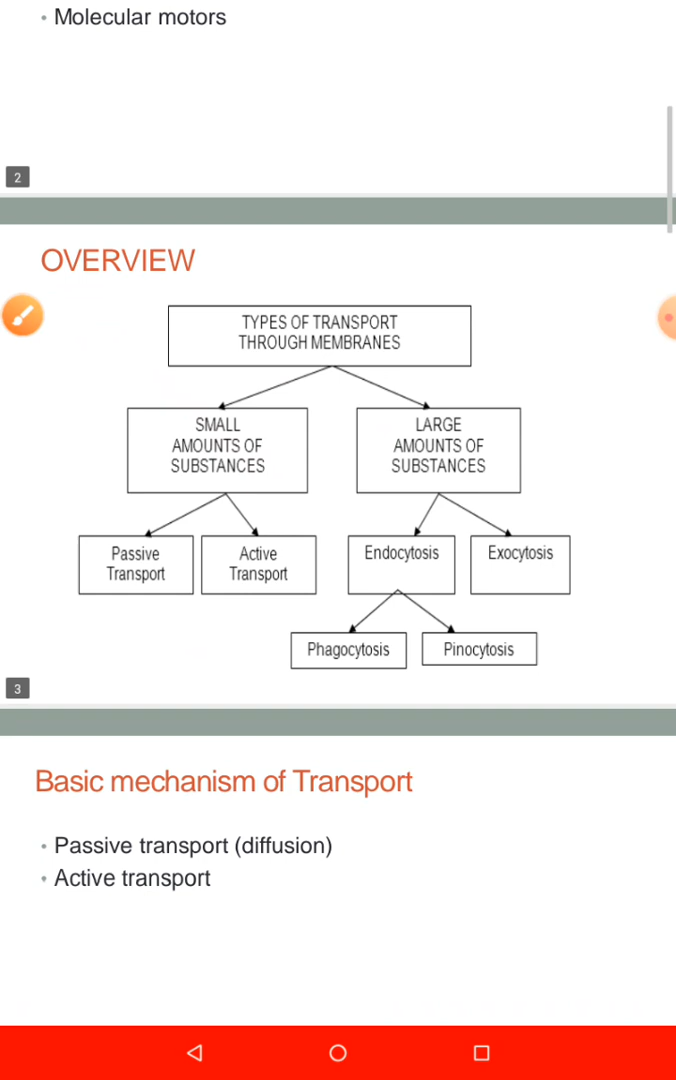 • Molecular motors
2
OVERVIEW
TYPES OF TRANSPORT
THROUGH MEMBRANES
SMALL
AMOUNTS OF
SUBSTANCES
LARGE
AMOUNTS OF
SUBSTANCES
Passive
Transport
Active
Transport
Endocytosis
Exocytosis
Phagocytosis
Pinocytosis
3
Basic mechanism of Transport
• Passive transport (diffusion)
• Active transport